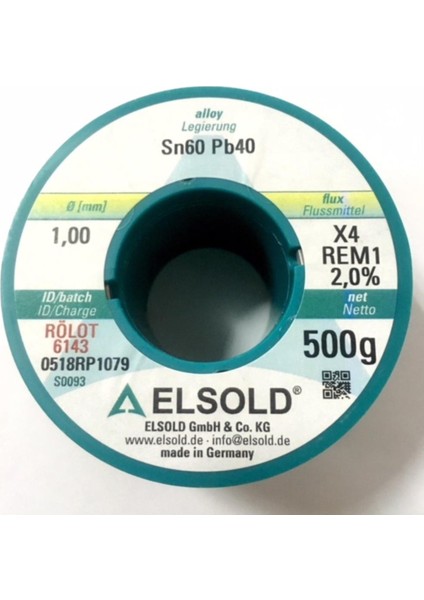 alloy
Legierung
Sn60 Pb40
Ø [mm]
1,00
flux
Flussmittel
X4
REM1
2,0%
ID/batch
ID/Charge
RÖLOT
6143
0518RP1079
S0093
net
Netto
500g
ELSOLD®
ELSOLD GmbH & Co. KG
www.elsold.de · info@elsold.de
made in Germany